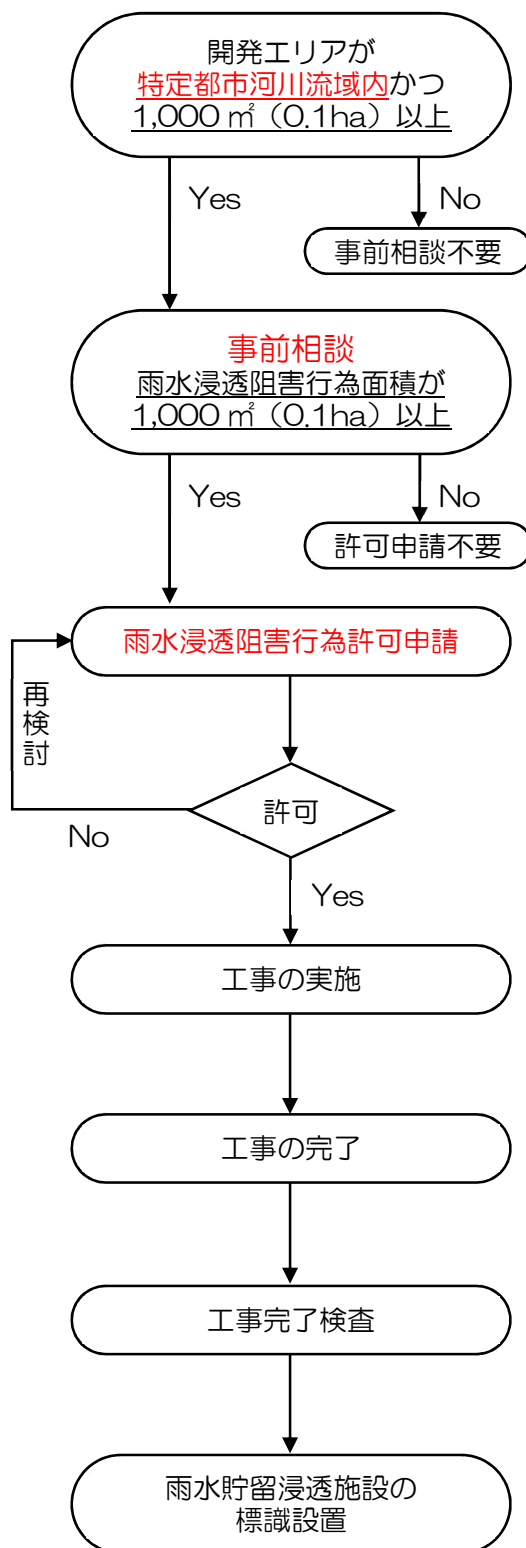 開発エリアが
特定都市河川流域内かつ
1,000 ㎡（0.1ha）以上
Yes
No
事前相談不要
事前相談
雨水浸透阻害行為面積が
1,000 ㎡（0.1ha）以上
Yes
No
許可申請不要
雨水浸透阻害行為許可申請
再検討
許可
No
Yes
工事の実施
工事の完了
工事完了検査
雨水貯留浸透施設の
標識設置